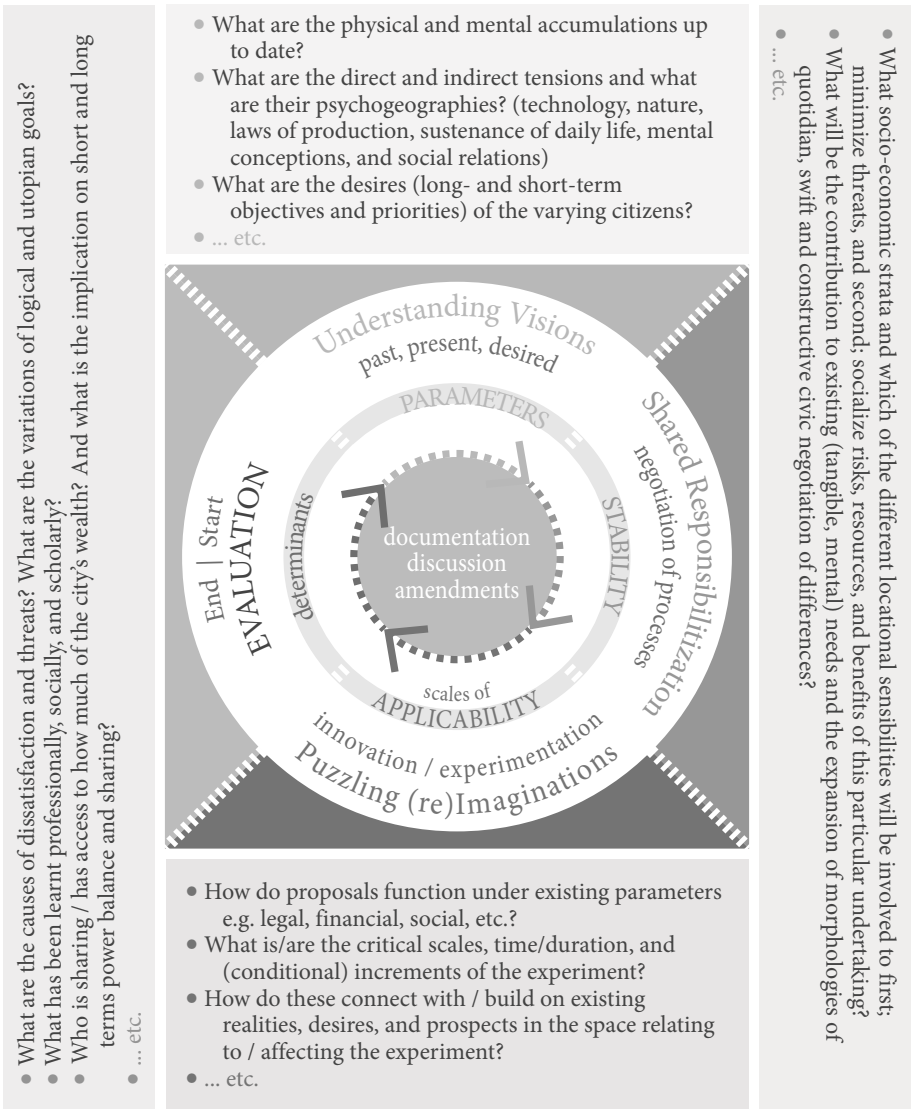 • What are the physical and mental accumulations up
to date?
• What are the direct and indirect tensions and what
are their psychogeographies? (technology, nature,
laws of production, sustenance of daily life, mental
conceptions, and social relations)
• What are the desires (long- and short-term
objectives and priorities) of the varying citizens?
• ... etc.
• What are the causes of dissatisfaction and threats? What are the variations of logical and utopian goals?
• What has been learnt professionally, socially, and scholarly?
• Who is sharing / has access to how much of the city's wealth? And what is the implication on short and long
terms power balance and sharing?
• ... etc.
Understanding Visions
past, present, desired
PARAMETERS
Shared Responsibilitization
negotiation of processes
STABILITY
End | Start
EVALUATION
determinants
documentation
discussion
amendments
scales of
APPLICABILITY
innovation / experimentation
Puzzling (re)Imaginations
• What socio-economic strata and which of the different locational sensibilities will be involved to first;
minimize threats, and second; socialize risks, resources, and benefits of this particular undertaking?
• What will be the contribution to existing (tangible, mental) needs and the expansion of morphologies of
quotidian, swift and constructive civic negotiation of differences?
• ... etc.
• How do proposals function under existing parameters
e.g. legal, financial, social, etc.?
• What is/are the critical scales, time/duration, and
(conditional) increments of the experiment?
• How do these connect with / build on existing
realities, desires, and prospects in the space relating
to / affecting the experiment?
• ... etc.